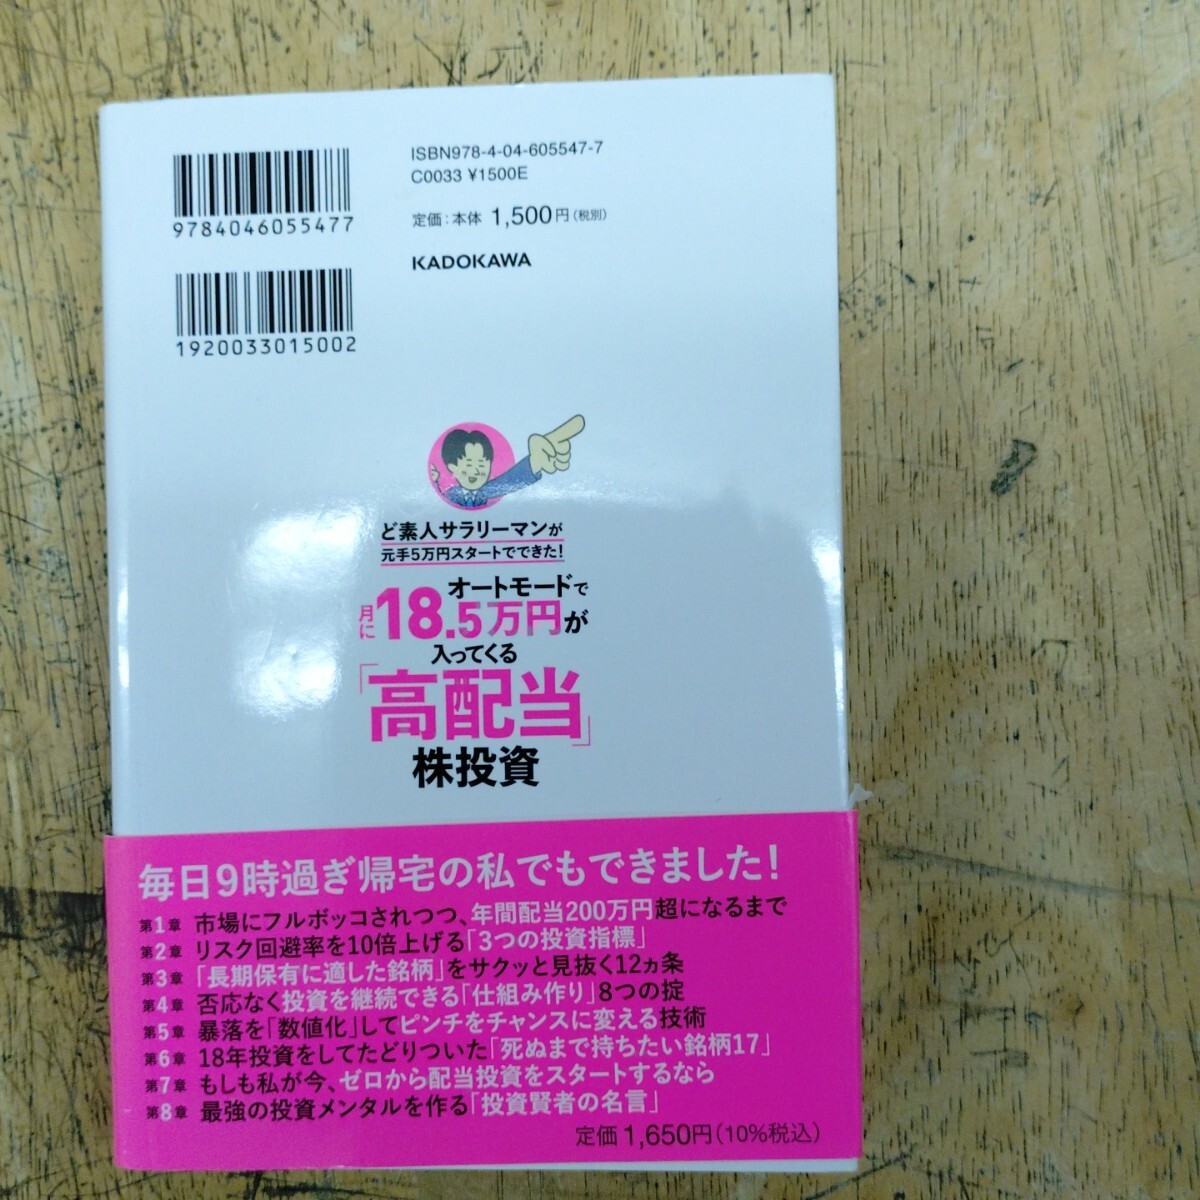 ISBN978-4-04-605547-7
C0033 ¥1500E
定価:本体 1,500円(税別)
KADOKAWA
9784046055477
1920033015002
ど素人サラリーマンが
元手5万円スタートでできた!
オートモードで
月に18.5万円が
入ってくる
「高配当」
株投資
毎日9時過ぎ帰宅の私でもできました!
第1章 市場にフルボッコされつつ、年間配当200万円超になるまで
第2章 リスク回避率を10倍上げる「3つの投資指標」
第3章 「長期保有に適した銘柄」をサクッと見抜く12ヵ条
第4章 否応なく投資を継続できる「仕組み作り」8つの掟
第5章 暴落を「数値化」してピンチをチャンスに変える技術
第6章 18年投資をしてたどりついた「死ぬまで持ちたい銘柄17」
第7章 もしも私が今、ゼロから配当投資をスタートするなら
第8章 最強の投資メンタルを作る「投資賢者の名言」
定価 1,650円(10%税込)